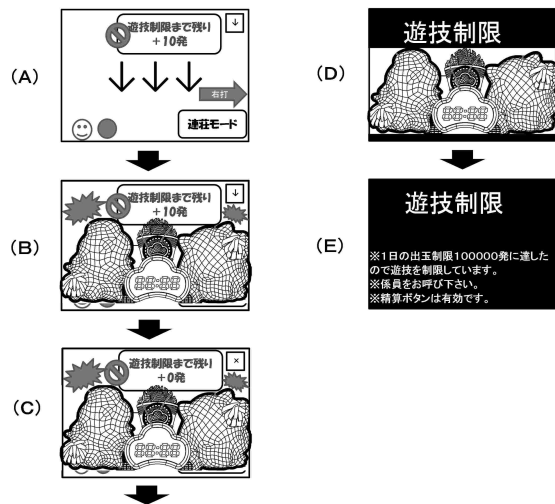 (A)
遊技制限まで残り
+10発
↓
右打
連荘モード
(B)
遊技制限まで残り
+10発
↓
88:88
(C)
遊技制限まで残り
+0発
×
88:88
(D)
遊技制限
88:88
(E)
遊技制限
※1日の出玉制限100000発に達した
ので遊技を制限しています。
※係員をお呼び下さい。
※精算ボタンは有効です。